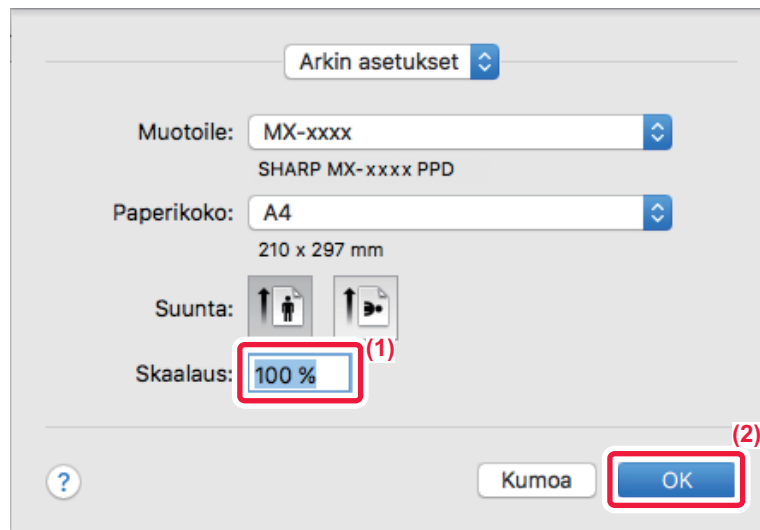 Arkin asetukset
Muotoile: MX-xxxx
SHARP MX-xxxx PPD
Paperikoko: A4
210 x 297 mm
Suunta:
(1)
Skaalaus: 100 %
(2)
? Kumoa OK